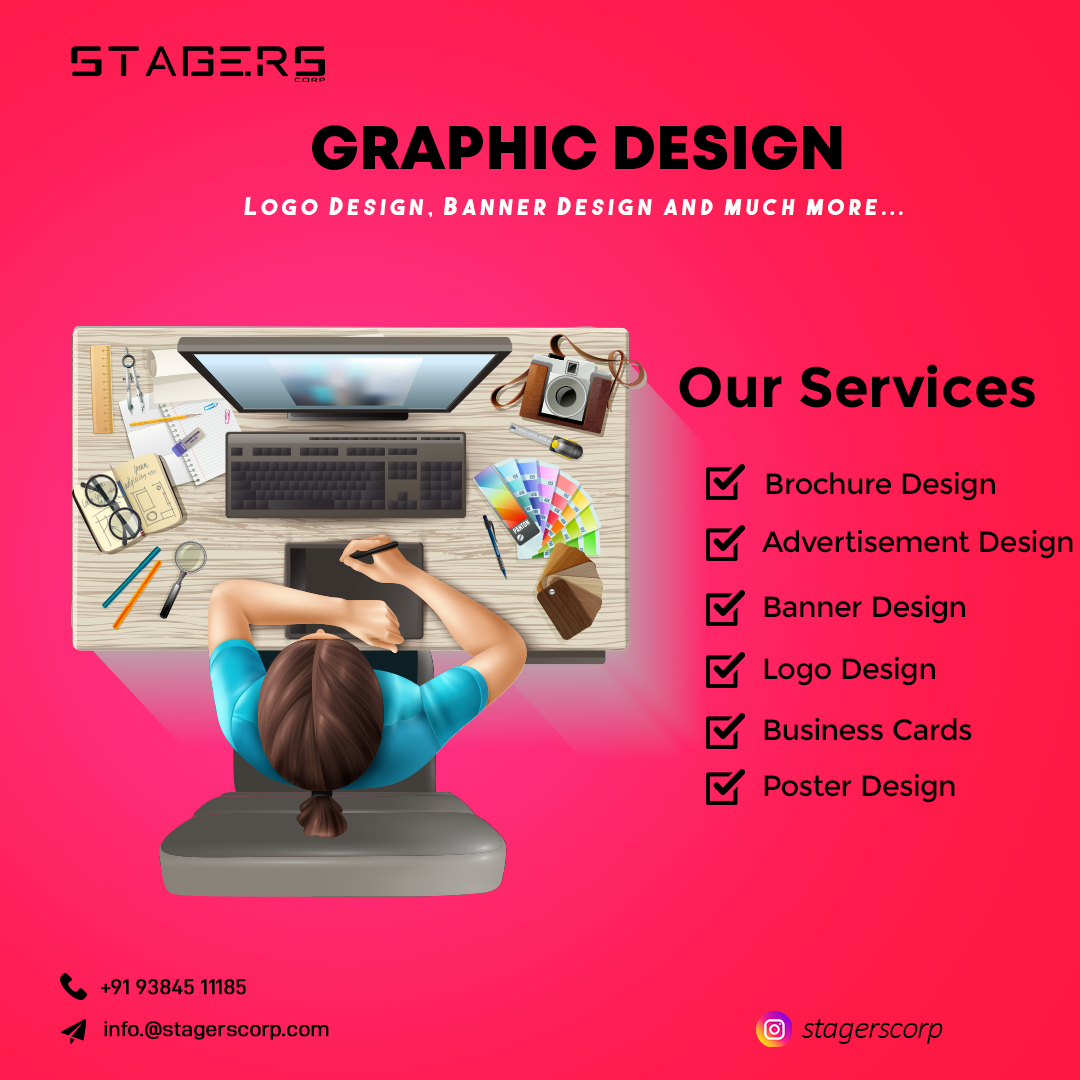 STAGERS
CORP
GRAPHIC DESIGN
LOGO DESIGN, BANNER DESIGN AND MUCH MORE...
Our Services
PANTON
Brochure Design
Advertisement Design
Banner Design
Logo Design
Business Cards
Poster Design
+91 93845 11185
info.@stagerscorp.com
stagerscorp